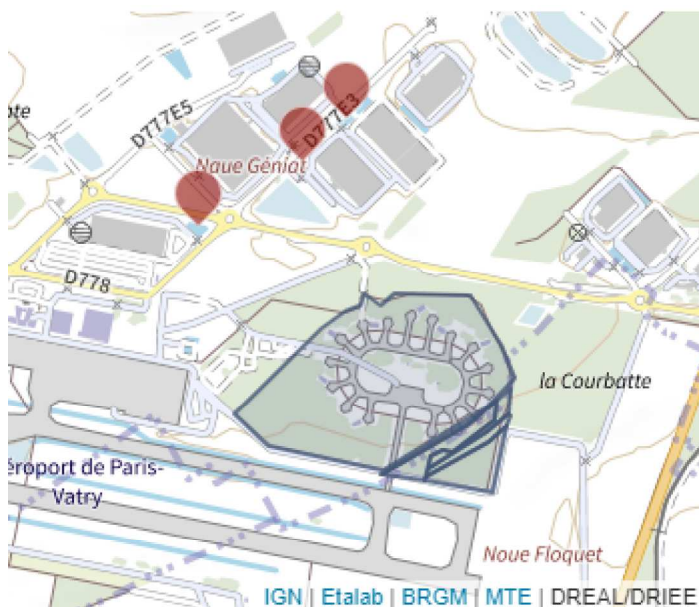 D777E5
D777E3
Naue Géniat
D778
la Courbatte
éroport de Paris-
Vatry
Noue Floquet
IGN | Etalab | BRGM | MTE | DREAL/DRIEE